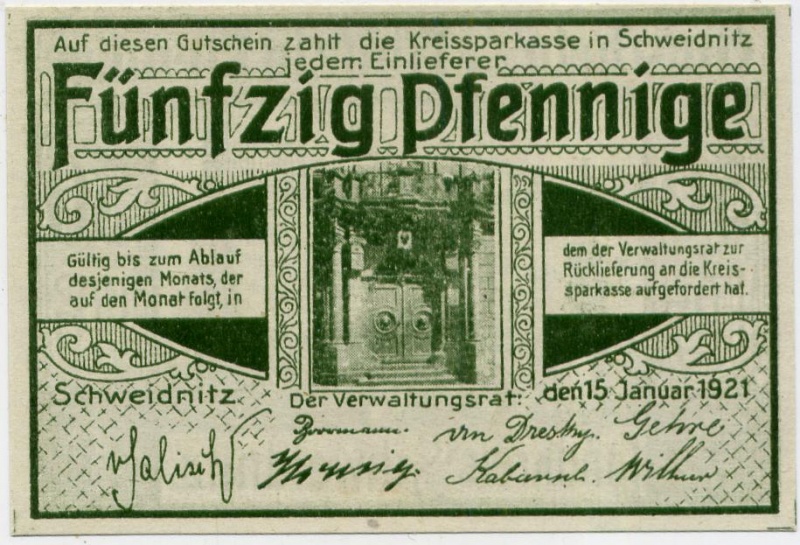 Auf diesen Gutschein zahlt die Kreissparkasse in Schweidnitz
jedem Einlieferer
Fünfzig Pfennige
Gültig bis zum Ablauf
desjenigen Monats, der
auf den Monat folgt, in
dem der Verwaltungsrat zur
Rücklieferung an die Kreis-
sparkasse aufgefordert hat.
Schweidnitz
den 15. Januar 1921
Der Verwaltungsrat:
Gehre